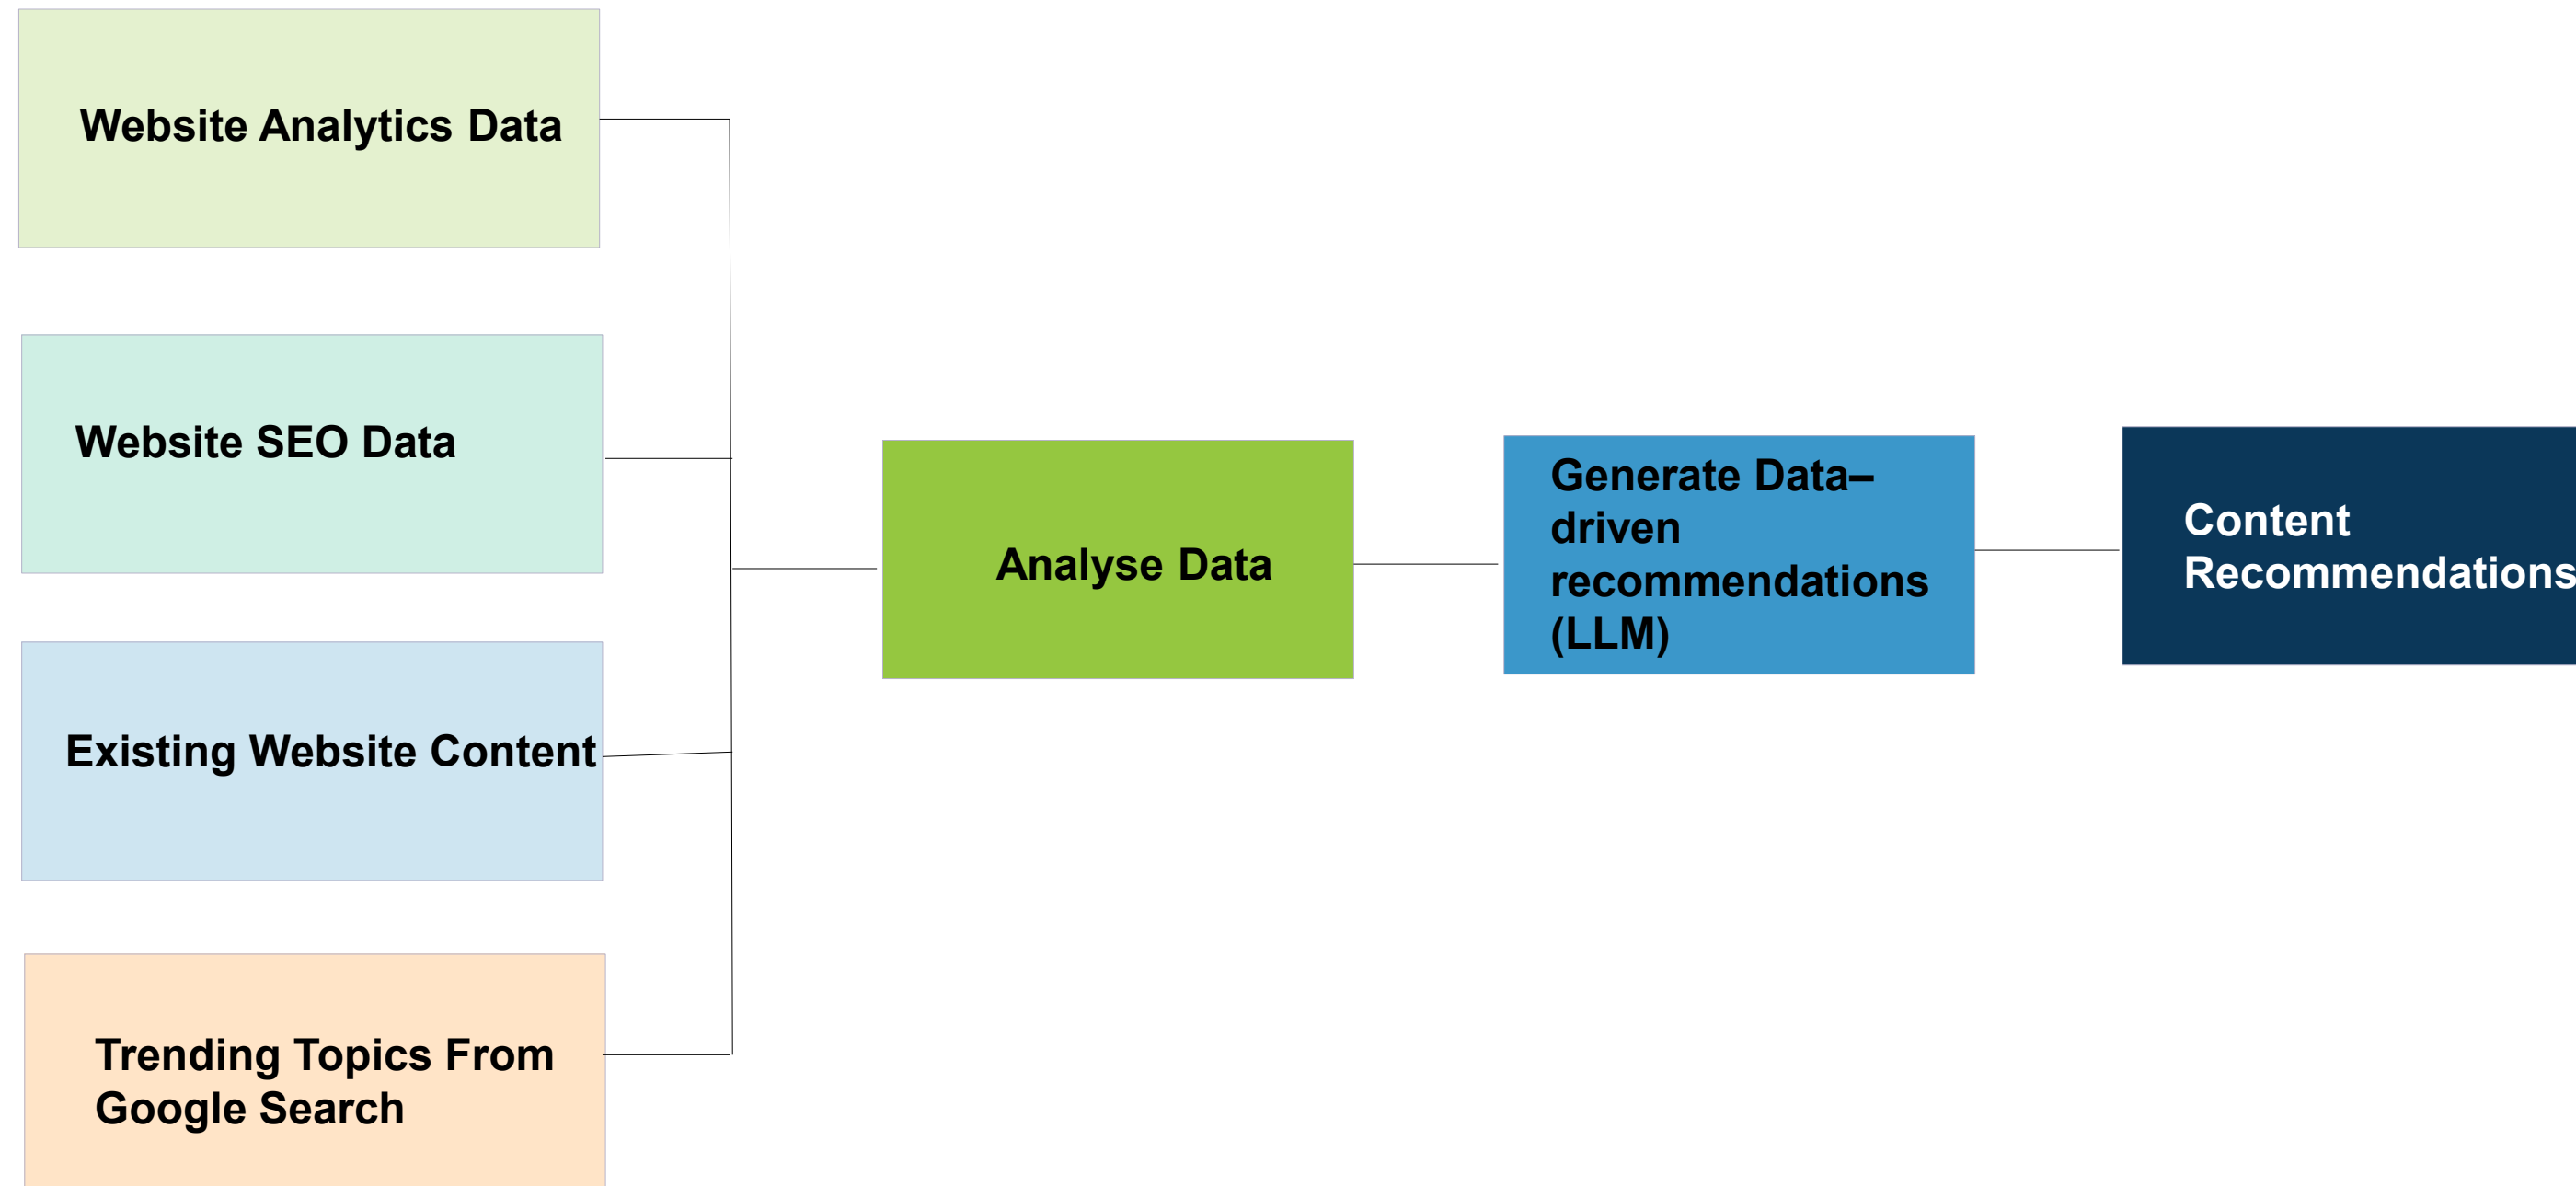 Website Analytics Data
Website SEO Data
Existing Website Content
Trending Topics From
Google Search
Analyse Data
Generate Data–
driven
recommendations
(LLM)
Content
Recommendations